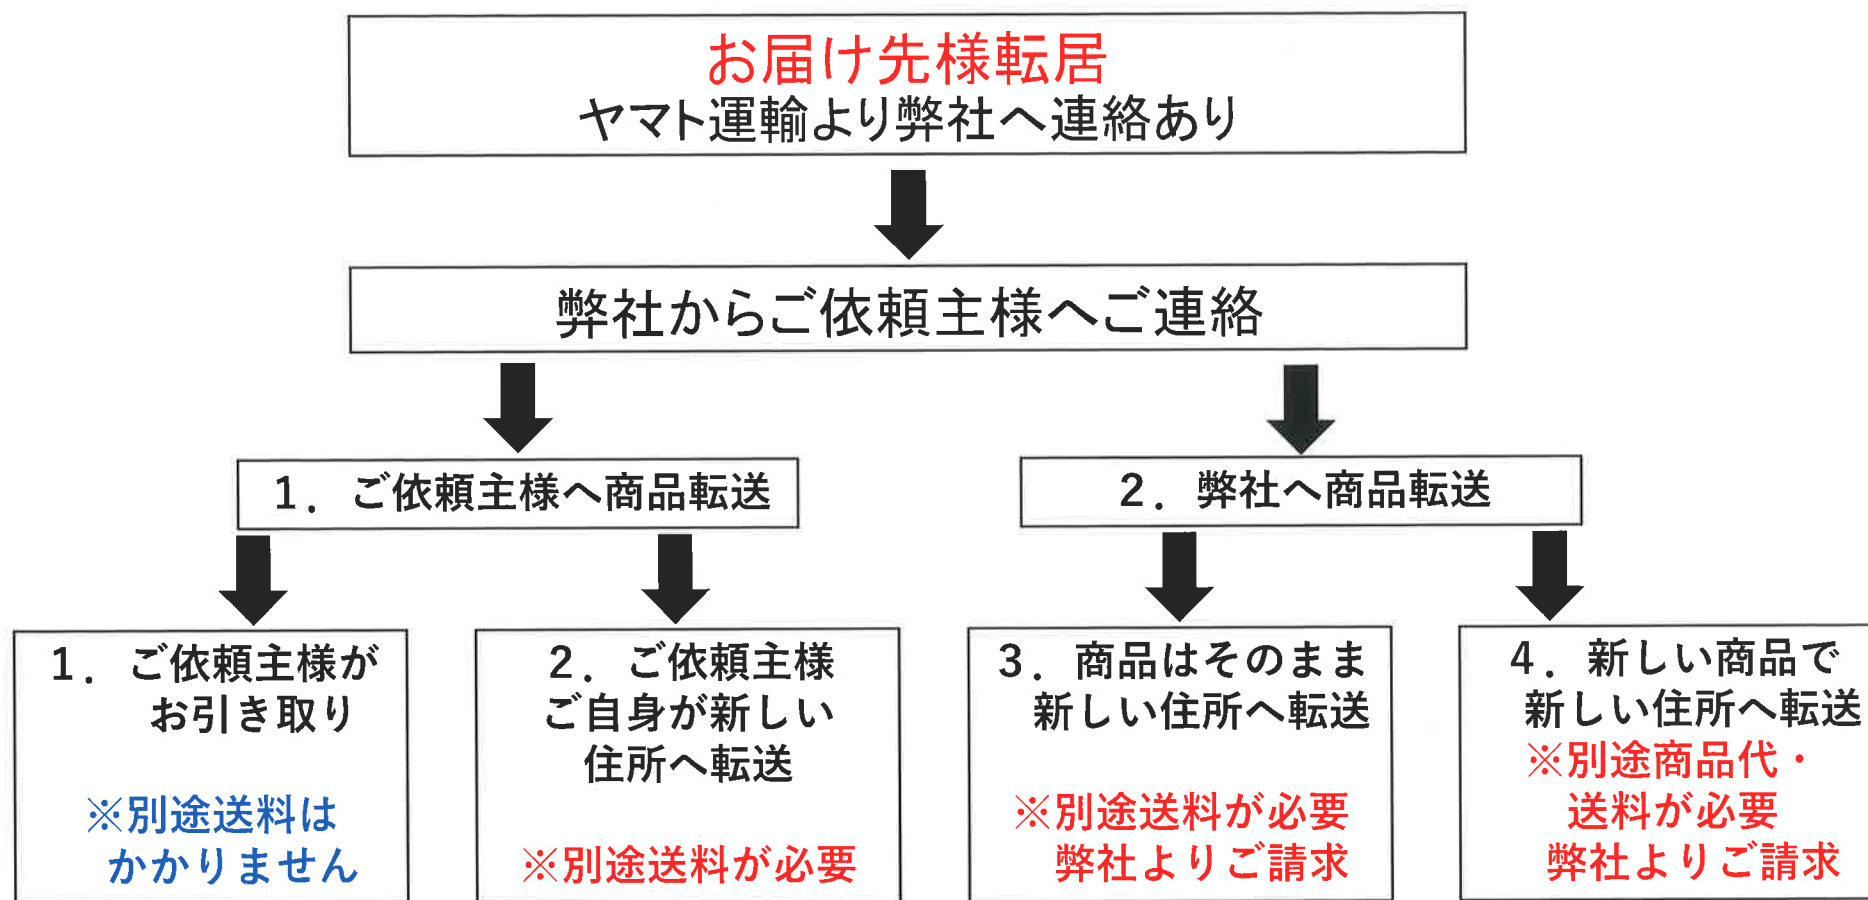 お届け先様転居
ヤマト運輸より弊社へ連絡あり
弊社からご依頼主様へご連絡
1．ご依頼主様へ商品転送
2．弊社へ商品転送
1．ご依頼主様が
お引き取り
※別途送料は
かかりません
2．ご依頼主様
ご自身が新しい
住所へ転送
※別途送料が必要
3．商品はそのまま
新しい住所へ転送
※別途送料が必要
弊社よりご請求
4．新しい商品で
新しい住所へ転送
※別途商品代・
送料が必要
弊社よりご請求